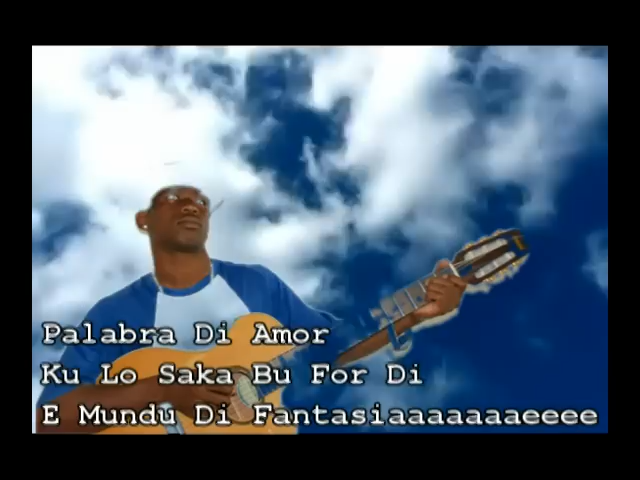 Palabra Di Amor
Ku Lo Saka Bu For Di
E Mundu Di Fantasiaaaaaaaeeee